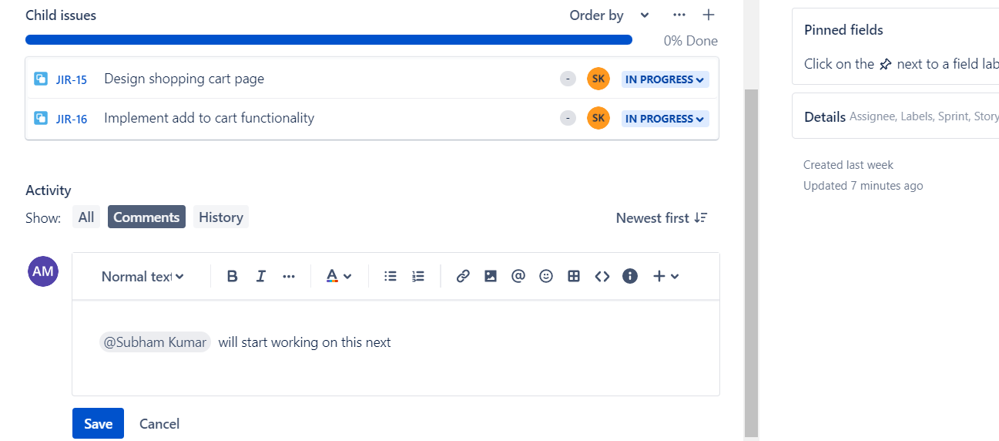 Child issues Order by ··· +
0% Done
JIR-15 Design shopping cart page - SK IN PROGRESS
JIR-16 Implement add to cart functionality - SK IN PROGRESS
Activity
Show: All Comments History Newest first
AM Normal text B I ··· A @ <> i +
@Subham Kumar will start working on this next
Save Cancel
Pinned fields
Click on the next to a field lab
Details Assignee, Labels, Sprint, Story
Created last week
Updated 7 minutes ago